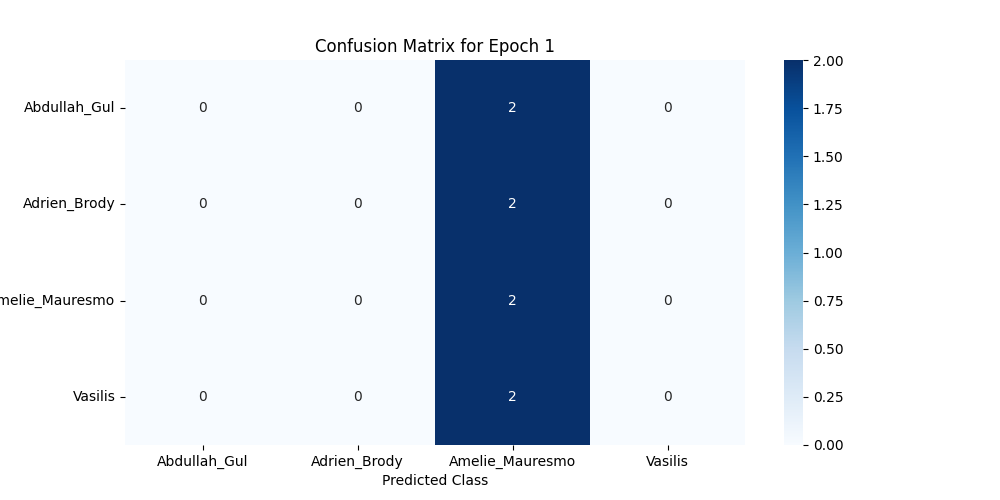 Confusion Matrix for Epoch 1
2.00
Abdullah_Gul 0 0 2 0
1.75
1.50
Adrien_Brody 0 0 2 0
1.25
1.00
melie_Mauresmo 0 0 2 0
0.75
0.50
Vasilis 0 0 2 0
0.25
0.00
Abdullah_Gul Adrien_Brody Amelie_Mauresmo Vasilis
Predicted Class